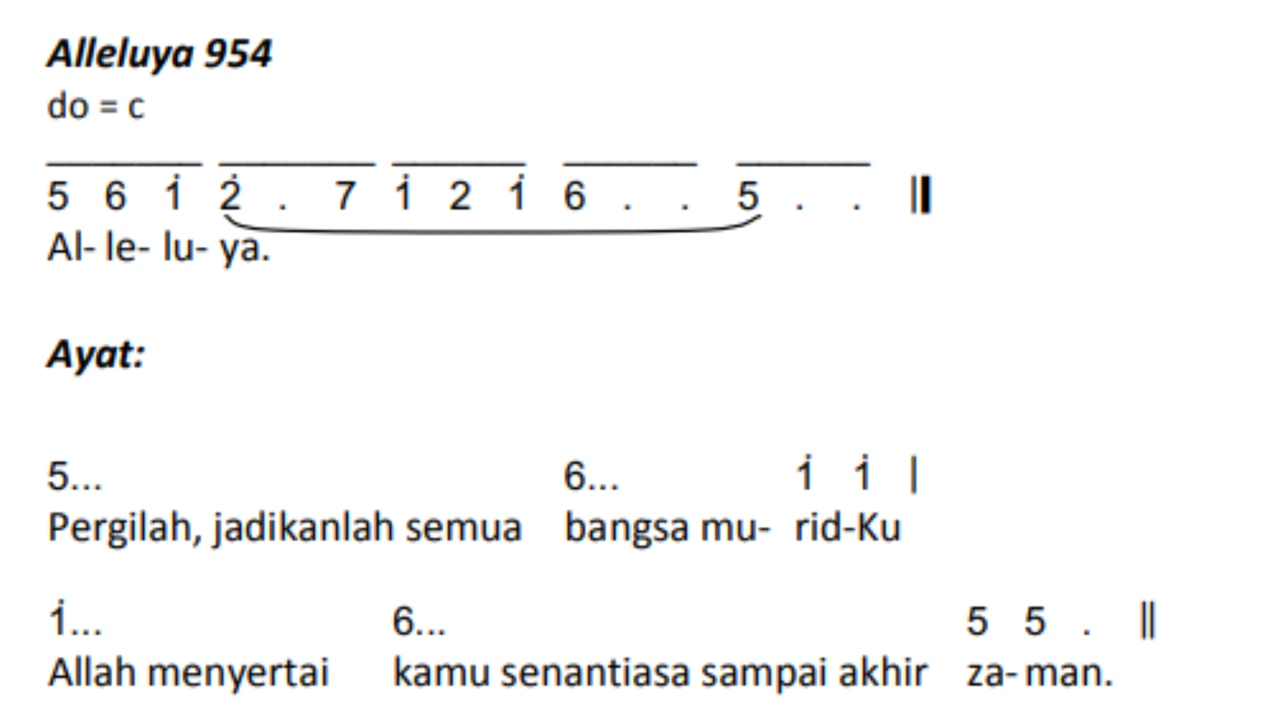 Alleluya 954
do = c
5 6 1̇ 2̇ . 7 1̇ 2 1̇ 6 . . 5 . . ‖
Al- le- lu- ya.
Ayat:
5... 6... 1̇ 1̇ |
Pergilah, jadikanlah semua bangsa mu- rid-Ku
1̇... 6... 5 5 . ‖
Allah menyertai kamu senantiasa sampai akhir za- man.